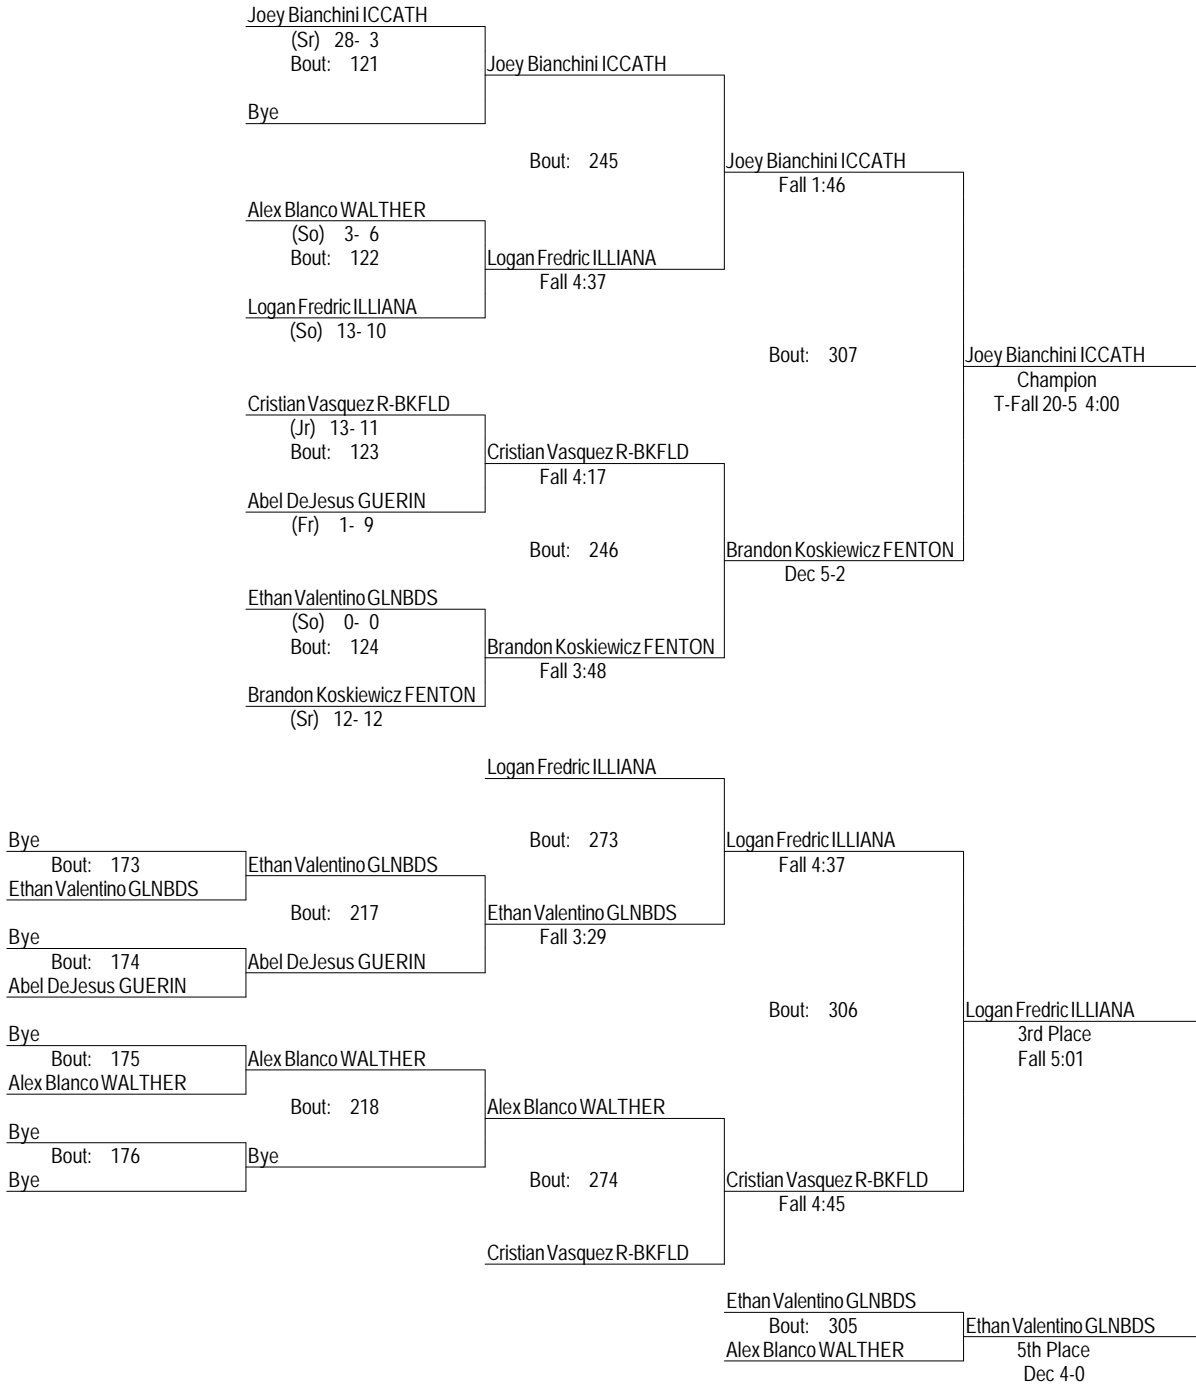 Joey Bianchini ICCATH
(Sr) 28- 3
Bout: 121
Joey Bianchini ICCATH
Bye
Bout: 245
Joey Bianchini ICCATH
Fall 1:46
Alex Blanco WALTHER
(So) 3- 6
Bout: 122
Logan Fredric ILLIANA
Fall 4:37
Logan Fredric ILLIANA
(So) 13- 10
Bout: 307
Joey Bianchini ICCATH
Champion
T-Fall 20-5 4:00
Cristian Vasquez R-BKFLD
(Jr) 13- 11
Bout: 123
Cristian Vasquez R-BKFLD
Fall 4:17
Abel DeJesus GUERIN
(Fr) 1- 9
Bout: 246
Brandon Koskiewicz FENTON
Dec 5-2
Ethan Valentino GLNBDS
(So) 0- 0
Bout: 124
Brandon Koskiewicz FENTON
Fall 3:48
Brandon Koskiewicz FENTON
(Sr) 12- 12
Logan Fredric ILLIANA
Bye
Bout: 173
Ethan Valentino GLNBDS
Bout: 273
Logan Fredric ILLIANA
Fall 4:37
Ethan Valentino GLNBDS
Bout: 217
Ethan Valentino GLNBDS
Fall 3:29
Bye
Bout: 174
Abel DeJesus GUERIN
Abel DeJesus GUERIN
Bout: 306
Logan Fredric ILLIANA
3rd Place
Fall 5:01
Bye
Bout: 175
Alex Blanco WALTHER
Alex Blanco WALTHER
Bout: 218
Alex Blanco WALTHER
Bye
Bout: 176
Bye
Bye
Bout: 274
Cristian Vasquez R-BKFLD
Fall 4:45
Cristian Vasquez R-BKFLD
Ethan Valentino GLNBDS
Bout: 305
Ethan Valentino GLNBDS
Alex Blanco WALTHER
5th Place
Dec 4-0